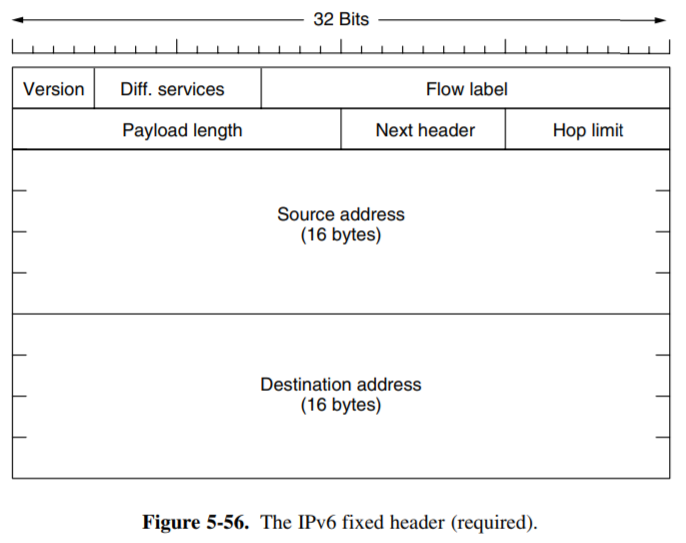 32 Bits
Version Diff. services Flow label
Payload length Next header Hop limit
Source address
(16 bytes)
Destination address
(16 bytes)
Figure 5-56. The IPv6 fixed header (required).